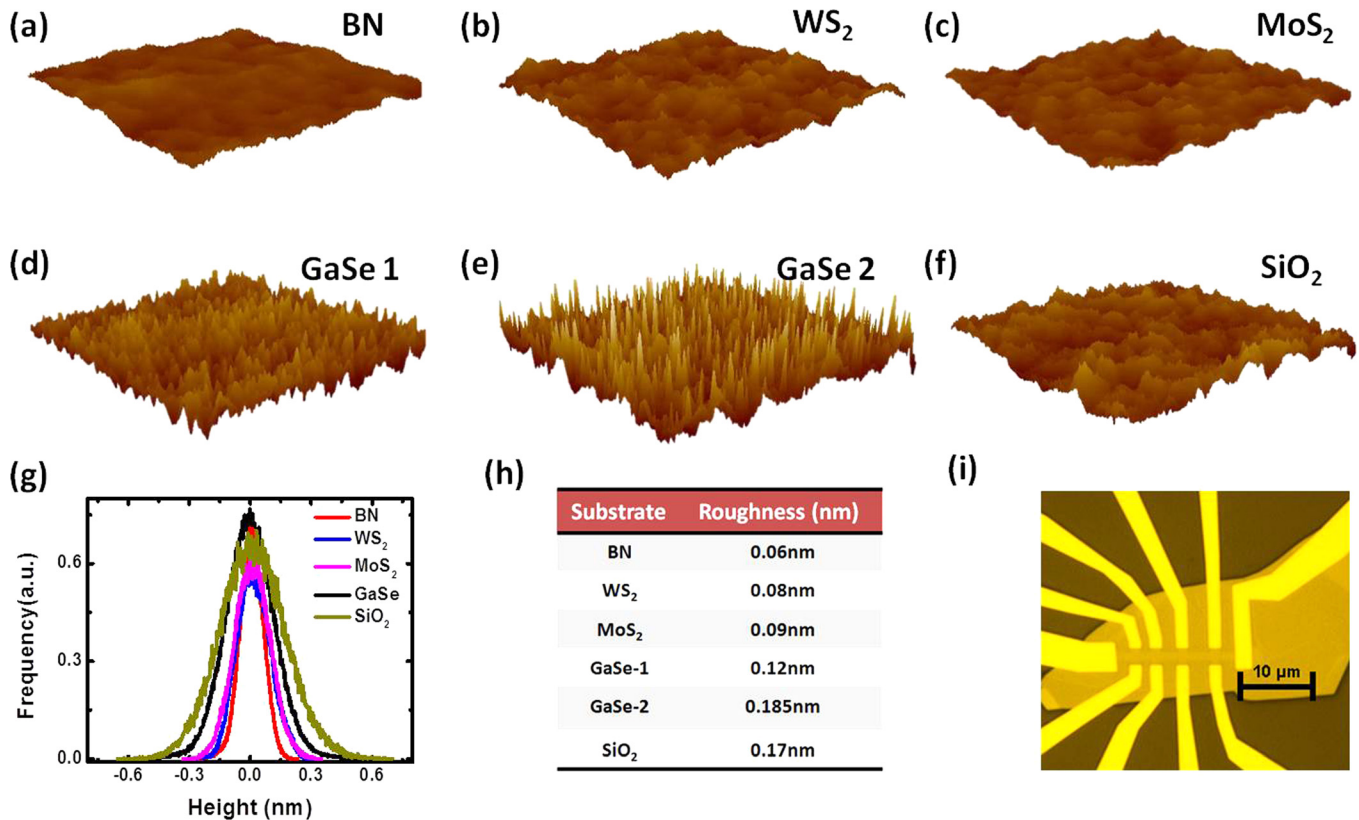 (a) BN
(b) WS₂
(c) MoS₂
(d) GaSe 1
(e) GaSe 2
(f) SiO₂
(g)
Frequency(a.u.)
0.6
0.3
0.0
-0.6 -0.3 0.0 0.3 0.6
Height (nm)
BN
WS₂
MoS₂
GaSe
SiO₂
(h)
Substrate Roughness (nm)
BN 0.06nm
WS₂ 0.08nm
MoS₂ 0.09nm
GaSe-1 0.12nm
GaSe-2 0.185nm
SiO₂ 0.17nm
(i)
10 μm